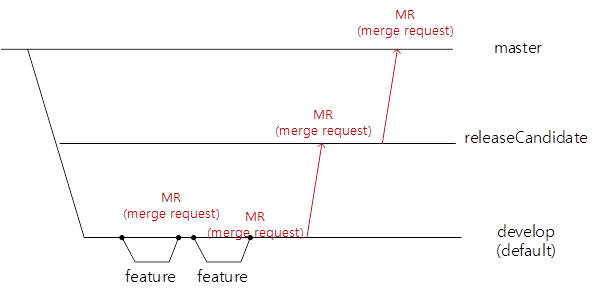 MR
(merge request)
master
MR
(merge request)
releaseCandidate
MR
(merge request)
MR
(merge request)
develop
(default)
feature
feature